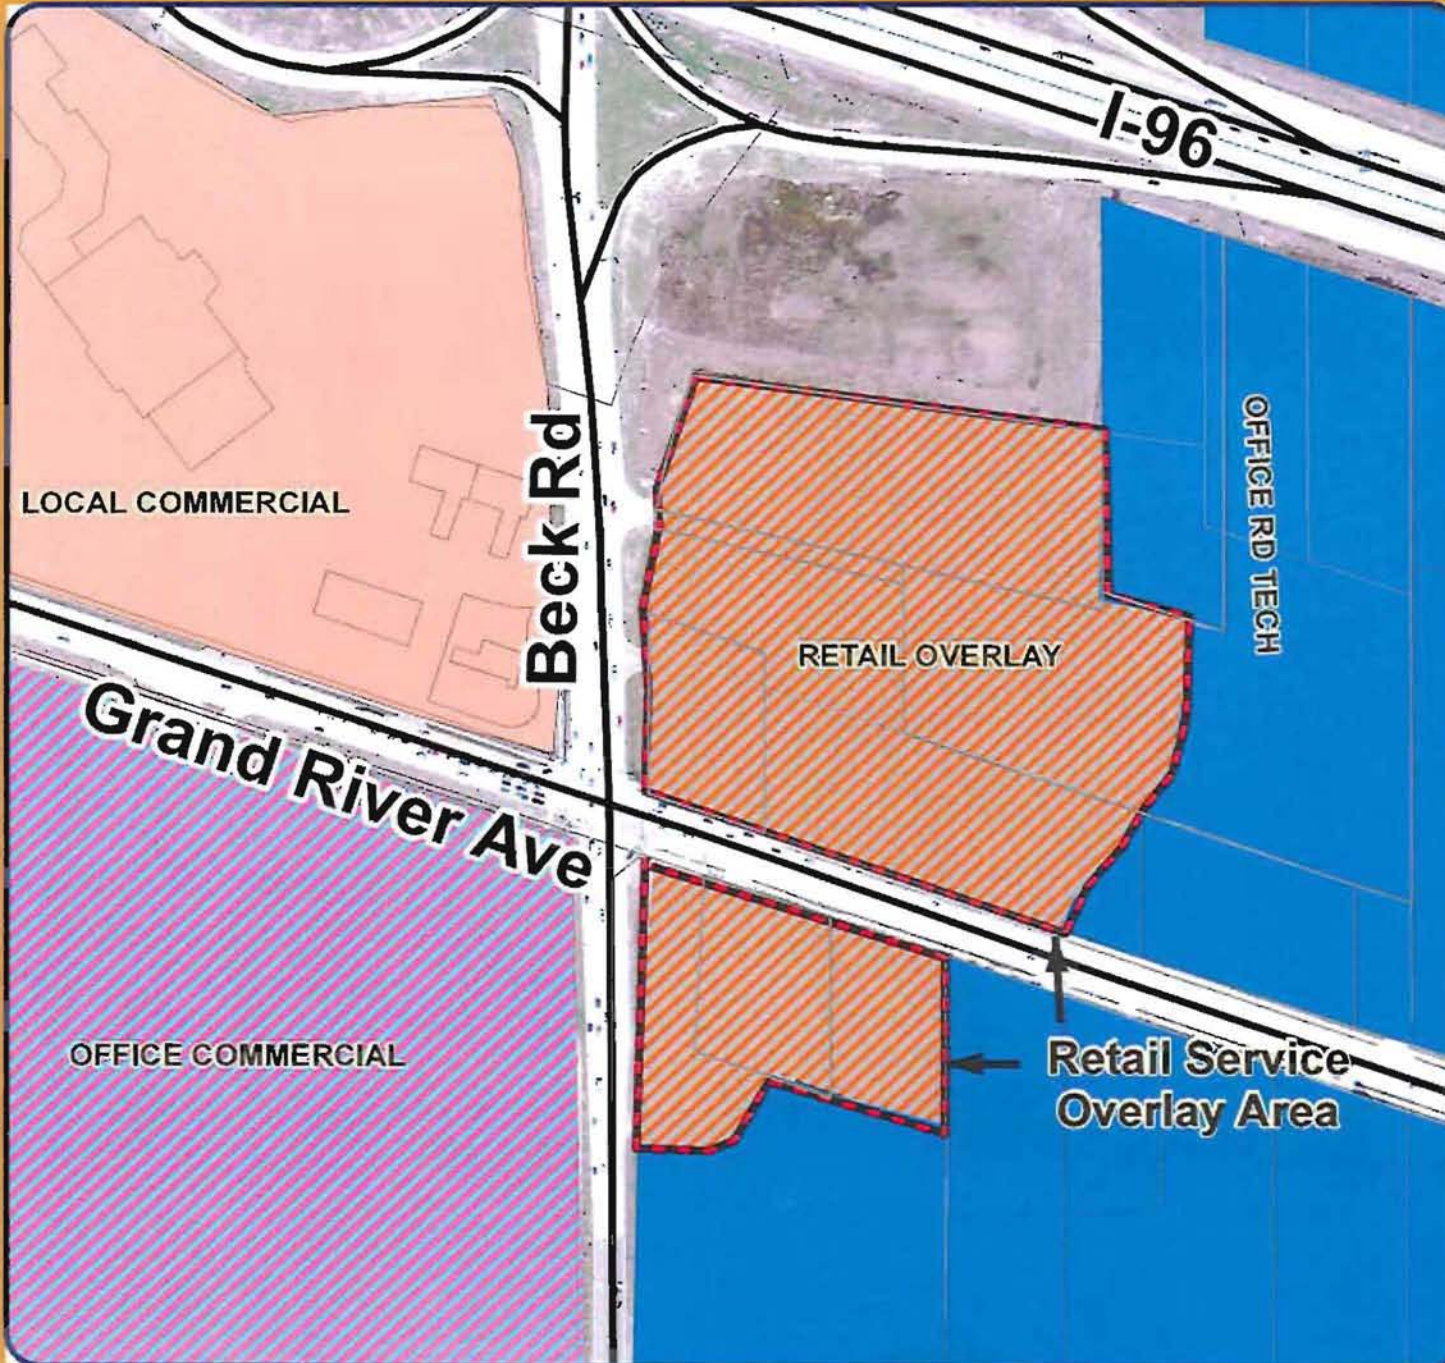 I-96
LOCAL COMMERCIAL
Beck Rd
OFFICE RD TECH
RETAIL OVERLAY
Grand River Ave
OFFICE COMMERCIAL
Retail Service
Overlay Area